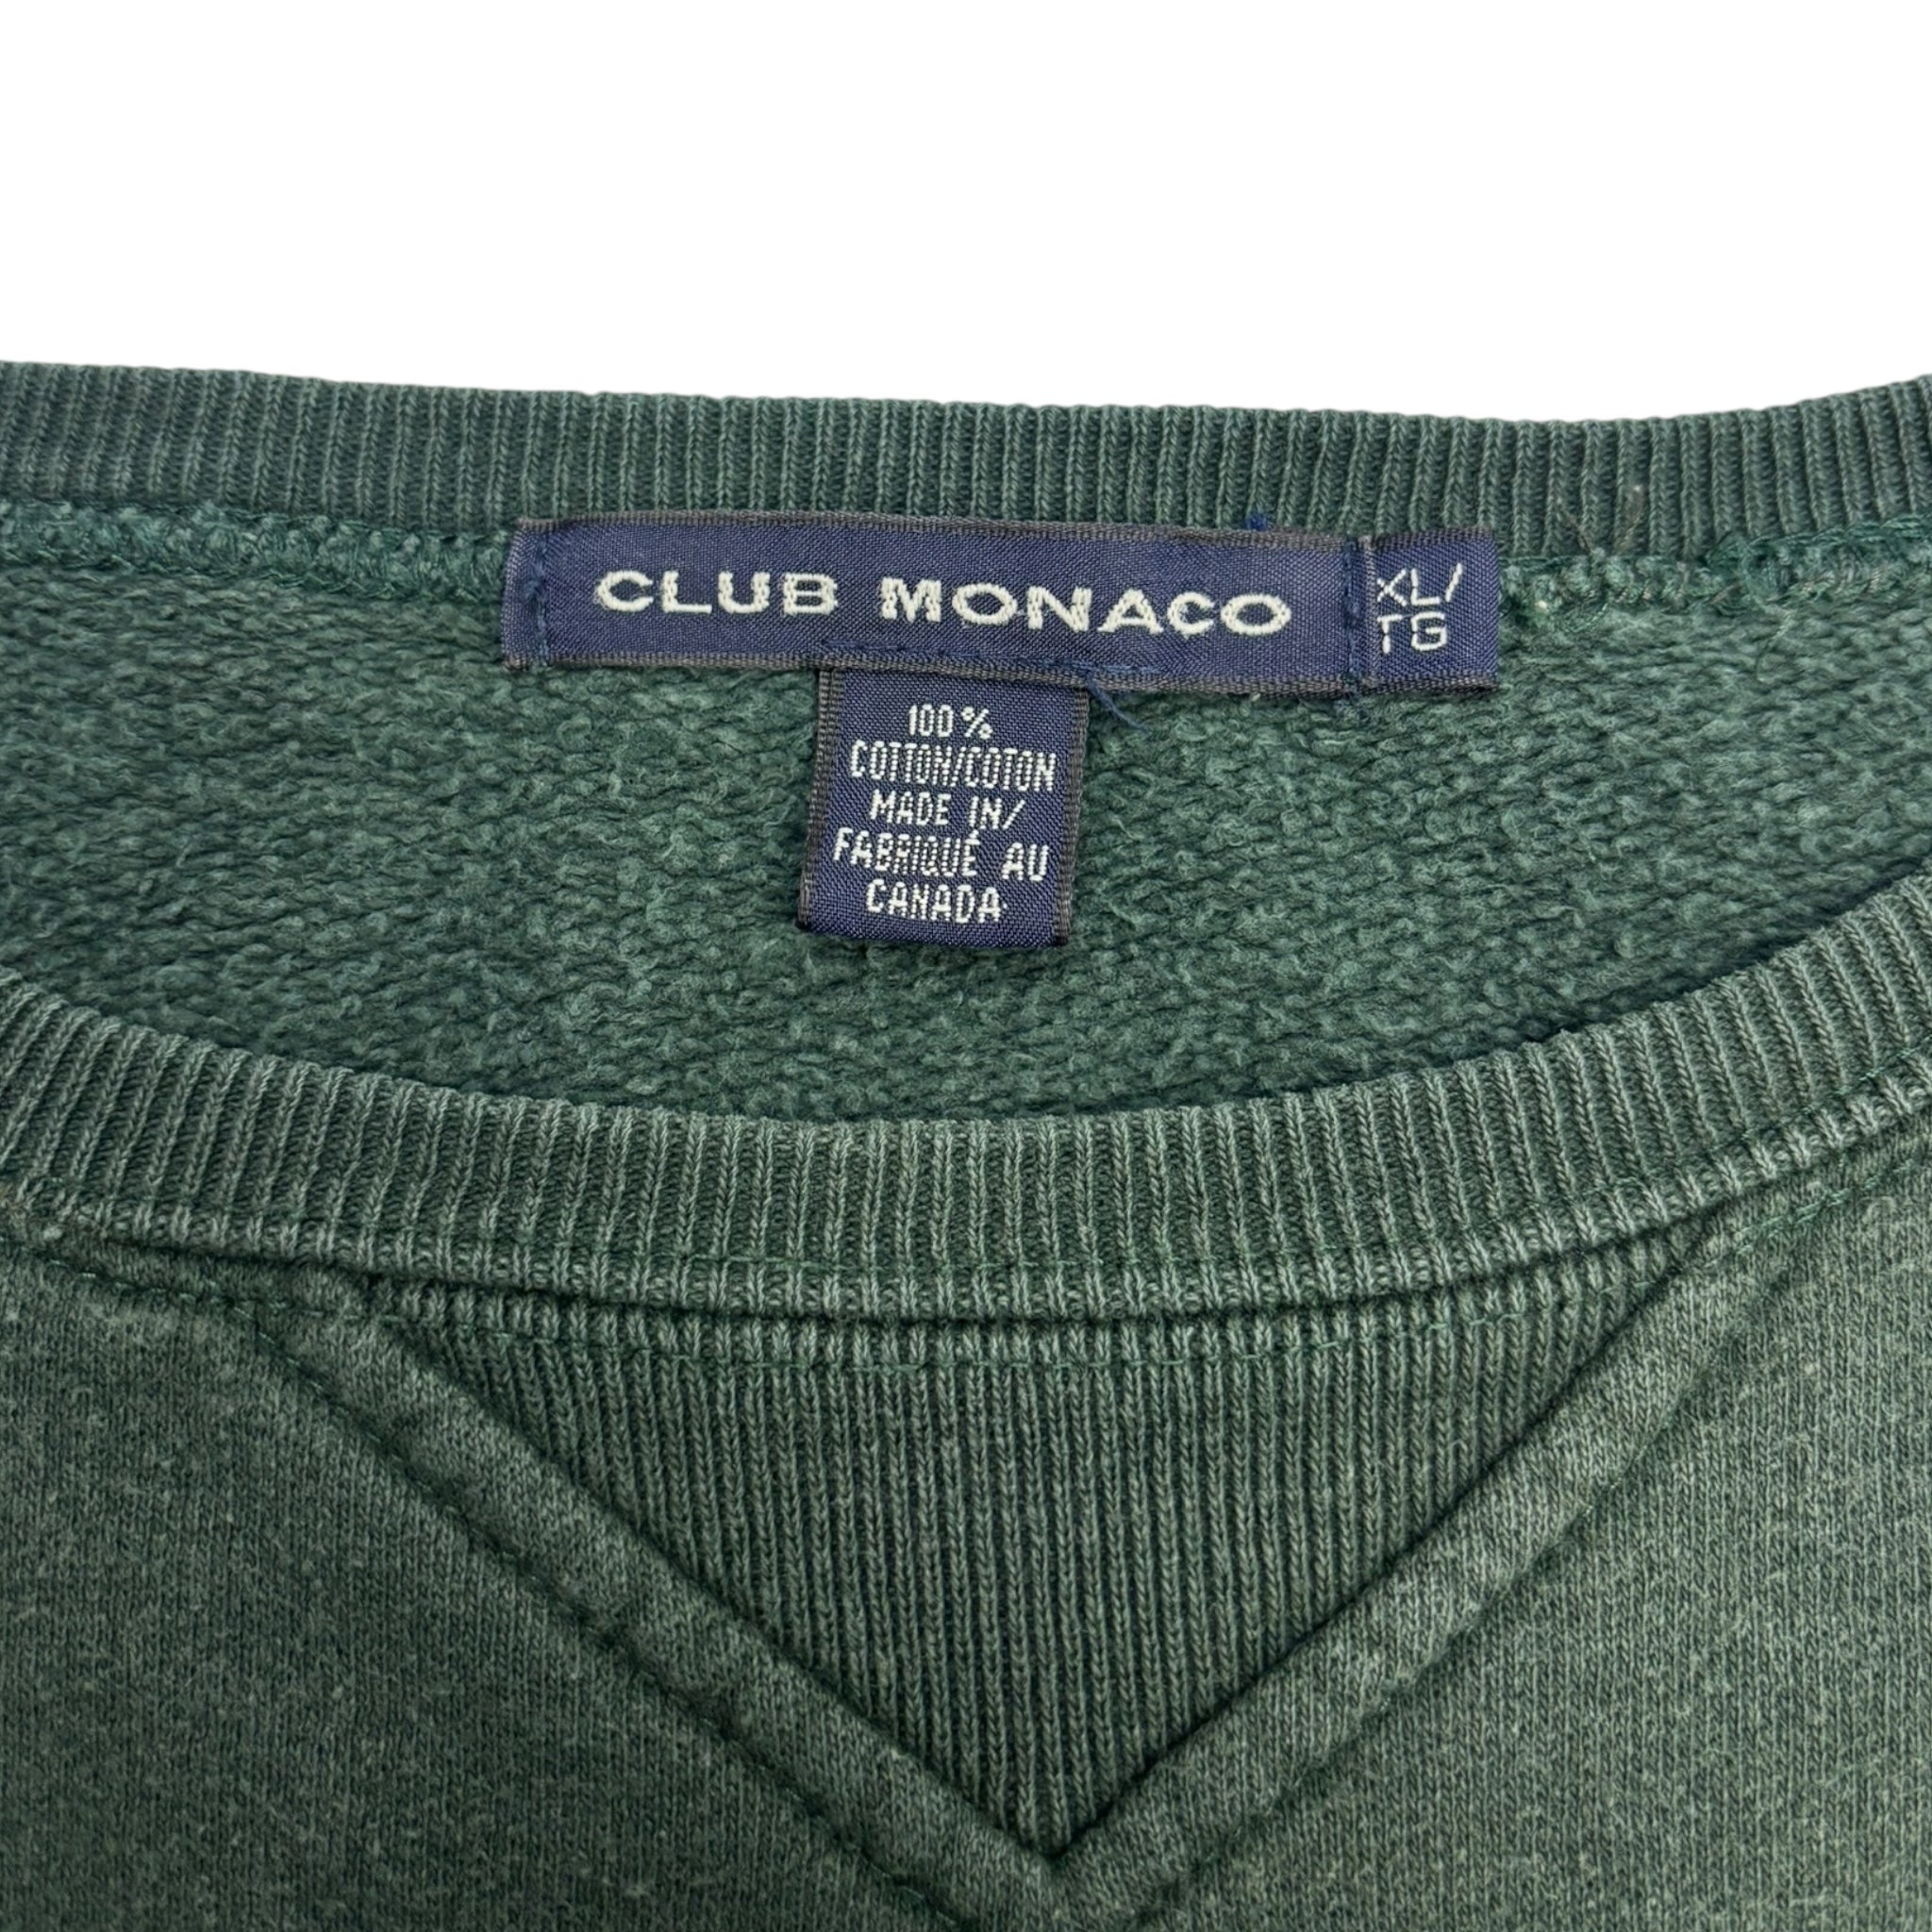 CLUB MONACO
XL/
TG
100%
COTTON/COTON
MADE IN/
FABRIQUÉ AU
CANADA